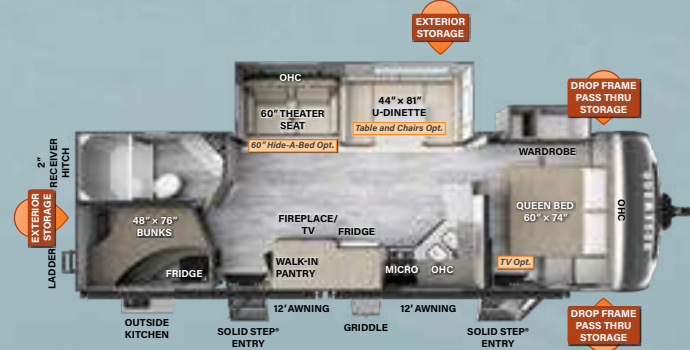 EXTERIOR
STORAGE
OHC
60" THEATER
SEAT
60" Hide-A-Bed Opt.
44" x 81"
U-DINETTE
Table and Chairs Opt.
DROP FRAME
PASS THRU
STORAGE
WARDROBE
2"
RECEIVER
HITCH
EXTERIOR
STORAGE
LADDER
48" x 76"
BUNKS
FRIDGE
FIREPLACE/
TV
FRIDGE
WALK-IN
PANTRY
MICRO
OHC
QUEEN BED
60" x 74"
TV Opt.
OHC
ROCKWOOD
OUTSIDE
KITCHEN
SOLID STEP®
ENTRY
12' AWNING
GRIDDLE
12' AWNING
SOLID STEP®
ENTRY
DROP FRAME
PASS THRU
STORAGE